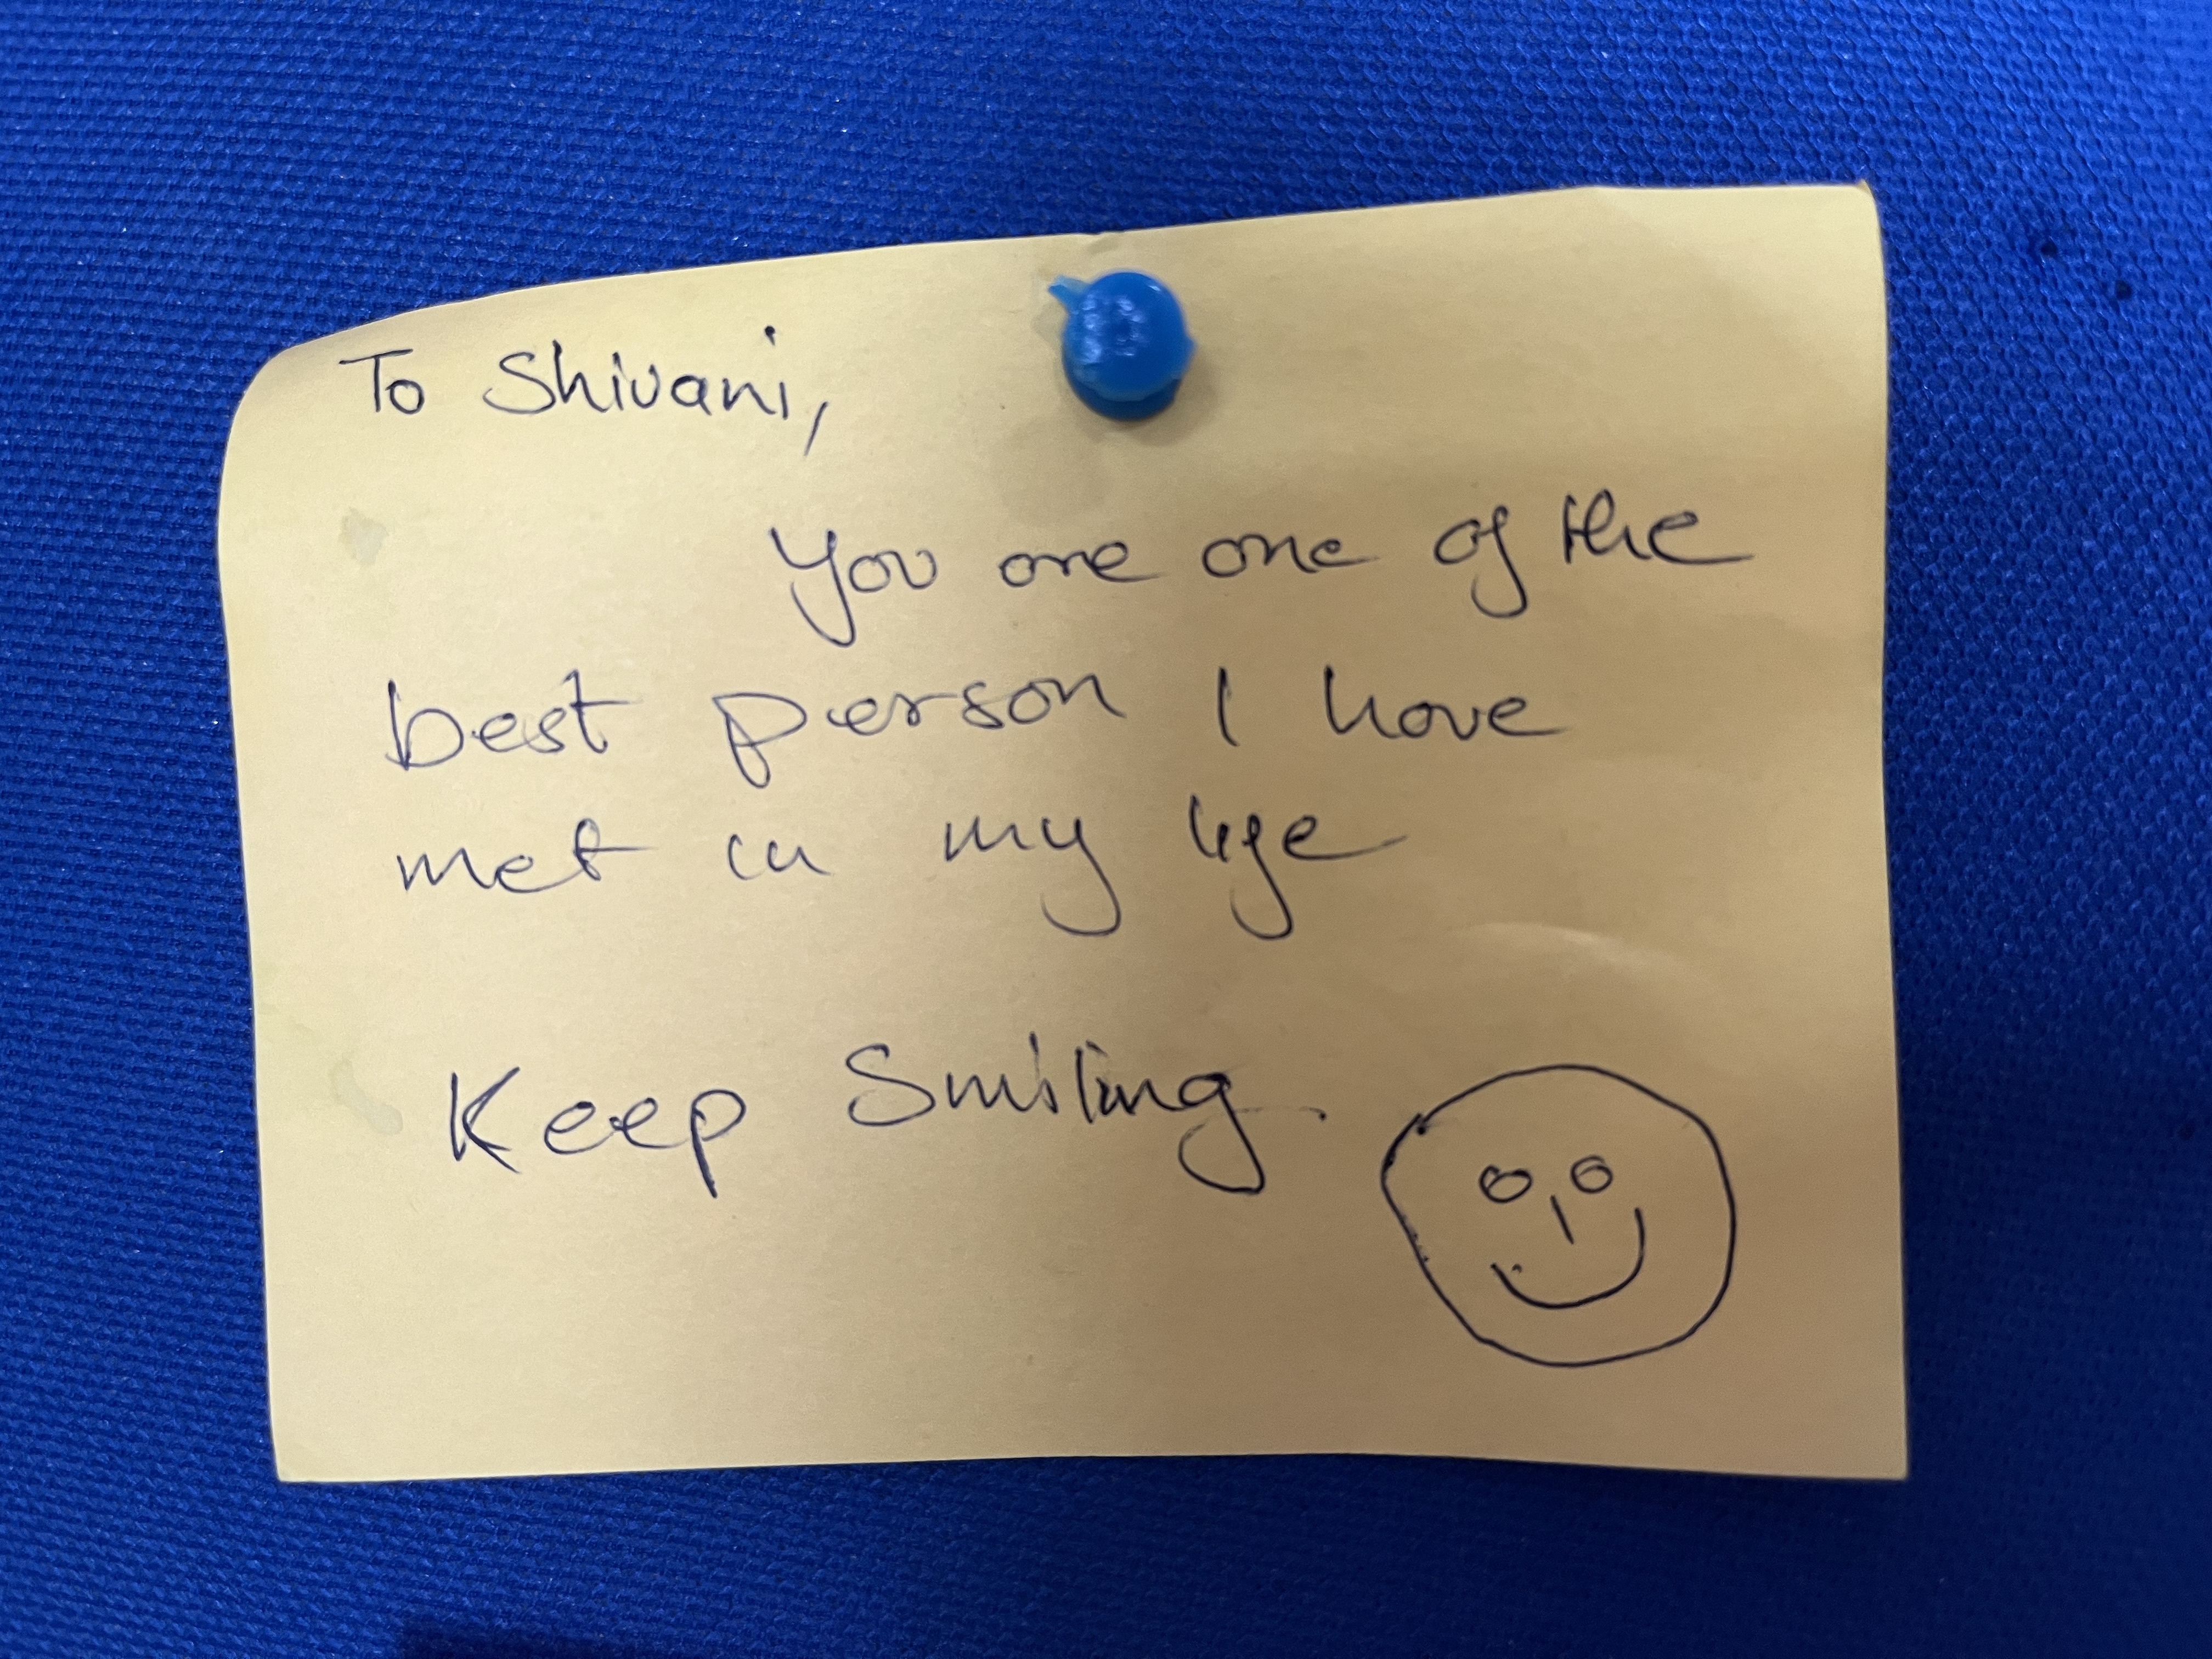 To Shivani,
You are one of the
best person I have
met in my life
Keep Smiling.